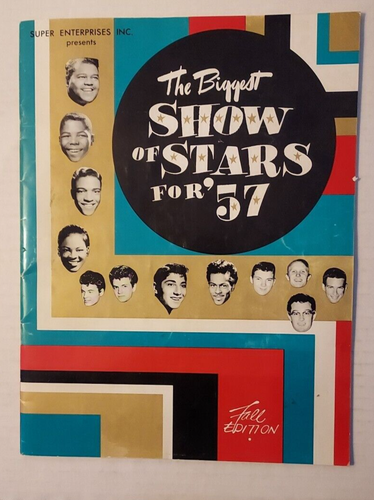 SUPER ENTERPRISES INC.
presents
The Biggest
SHOW
OF STARS
FOR '57
Fall
EDITION